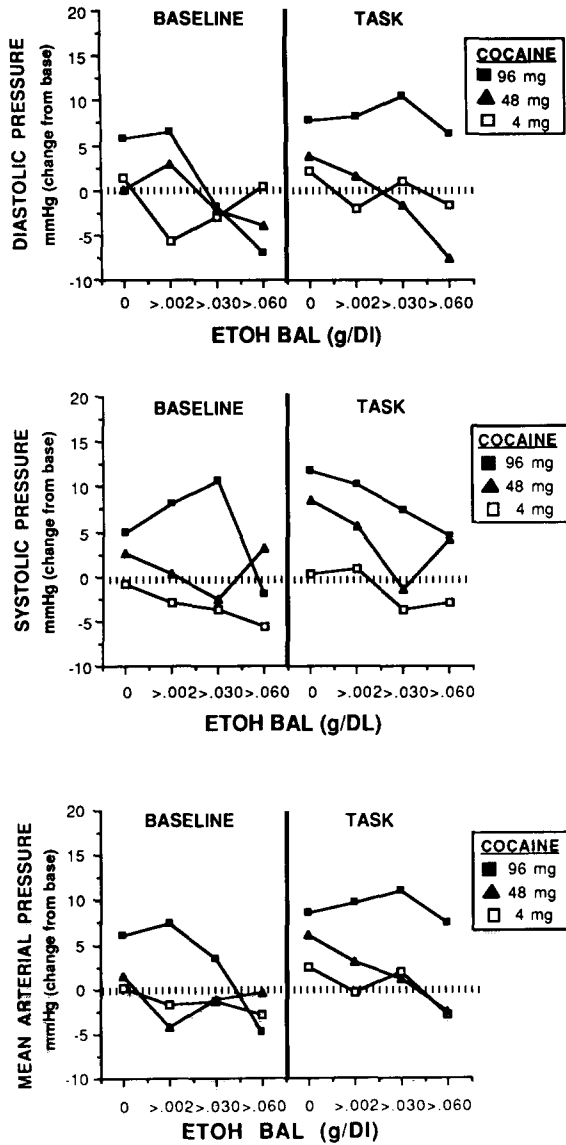 BASELINE TASK
COCAINE
96 mg
48 mg
4 mg
DIASTOLIC PRESSURE
mmHg (change from base)
20
15
10
5
0
-5
-10
0 >.002 >.030 >.060 0 >.002 >.030 >.060
ETOH BAL (g/Dl)
BASELINE TASK
COCAINE
96 mg
48 mg
4 mg
SYSTOLIC PRESSURE
mmHg (change from base)
20
15
10
5
0
-5
-10
0 >.002 >.030 >.060 0 >.002 >.030 >.060
ETOH BAL (g/DL)
BASELINE TASK
COCAINE
96 mg
48 mg
4 mg
MEAN ARTERIAL PRESSURE
mmHg (change from base)
20
15
10
5
0
-5
-10
0 >.002 >.030 >.060 0 >.002 >.030 >.060
ETOH BAL (g/Dl)